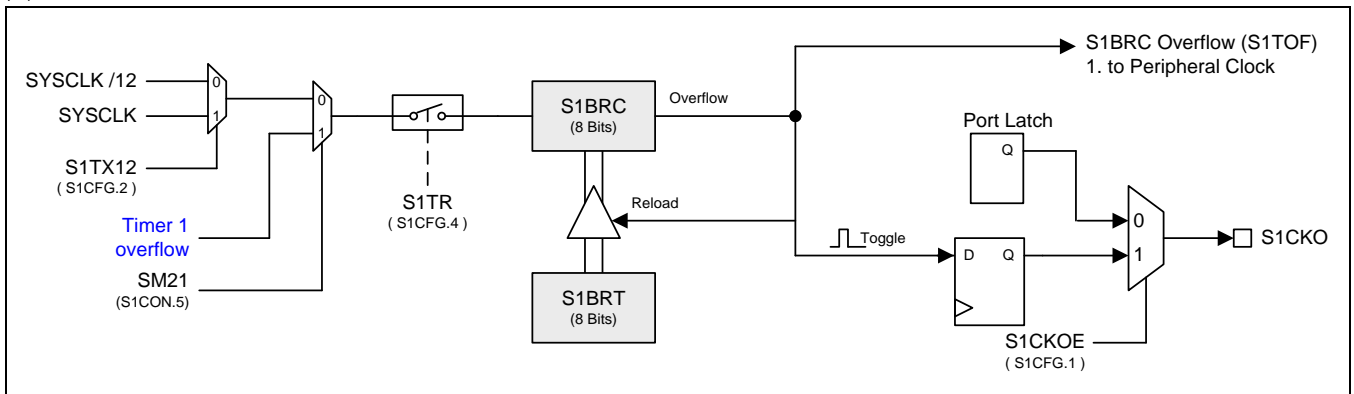 SYSCLK /12
SYSCLK
S1TX12
( S1CFG.2 )
Timer 1
overflow
SM21
(S1CON.5)
0
1
0
1
S1TR
( S1CFG.4 )
S1BRC
(8 Bits)
Overflow
Reload
S1BRT
(8 Bits)
S1BRC Overflow (S1TOF)
1. to Peripheral Clock
Port Latch
Q
Toggle
D Q
0
1
S1CKO
S1CKOE
( S1CFG.1 )